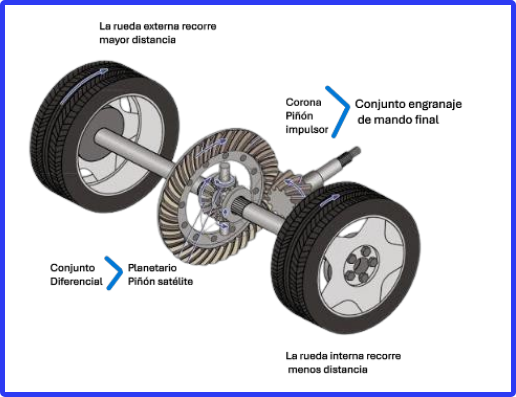 La rueda externa recorre
mayor distancia
Corona
Piñón
impulsor
Conjunto engranaje
de mando final
Conjunto
Diferencial
Planetario
Piñón satélite
La rueda interna recorre
menos distancia